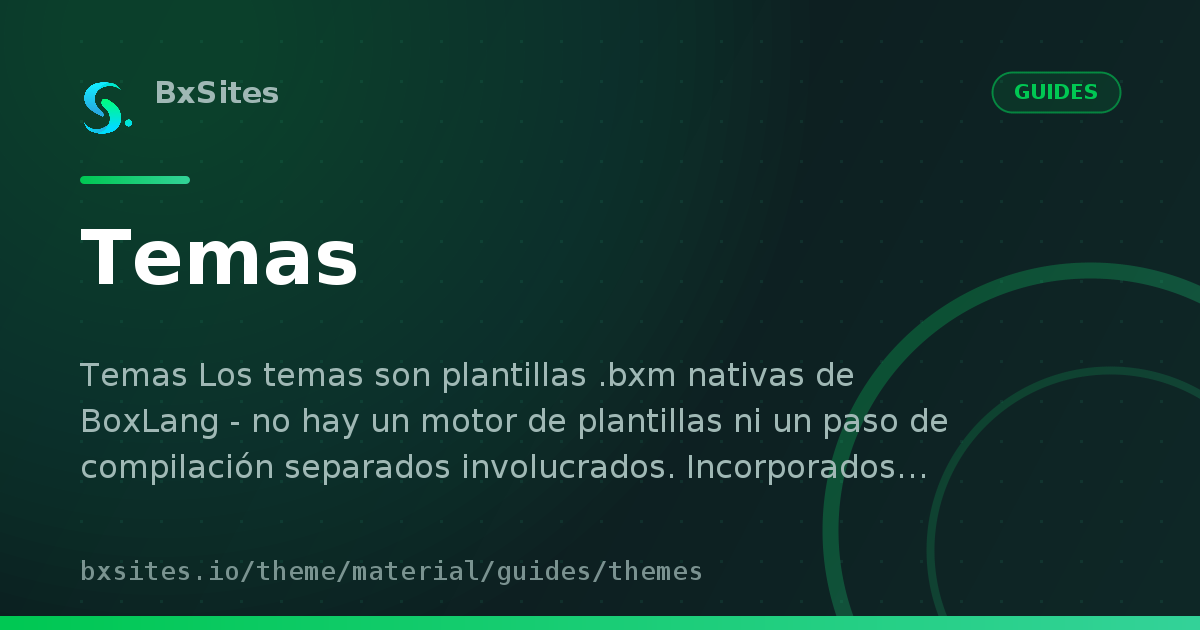 BxSites
GUIDES
Temas
Temas Los temas son plantillas .bxm nativas de
BoxLang - no hay un motor de plantillas ni un paso de
compilación separados involucrados. Incorporados...
bxsites.io/theme/material/guides/themes